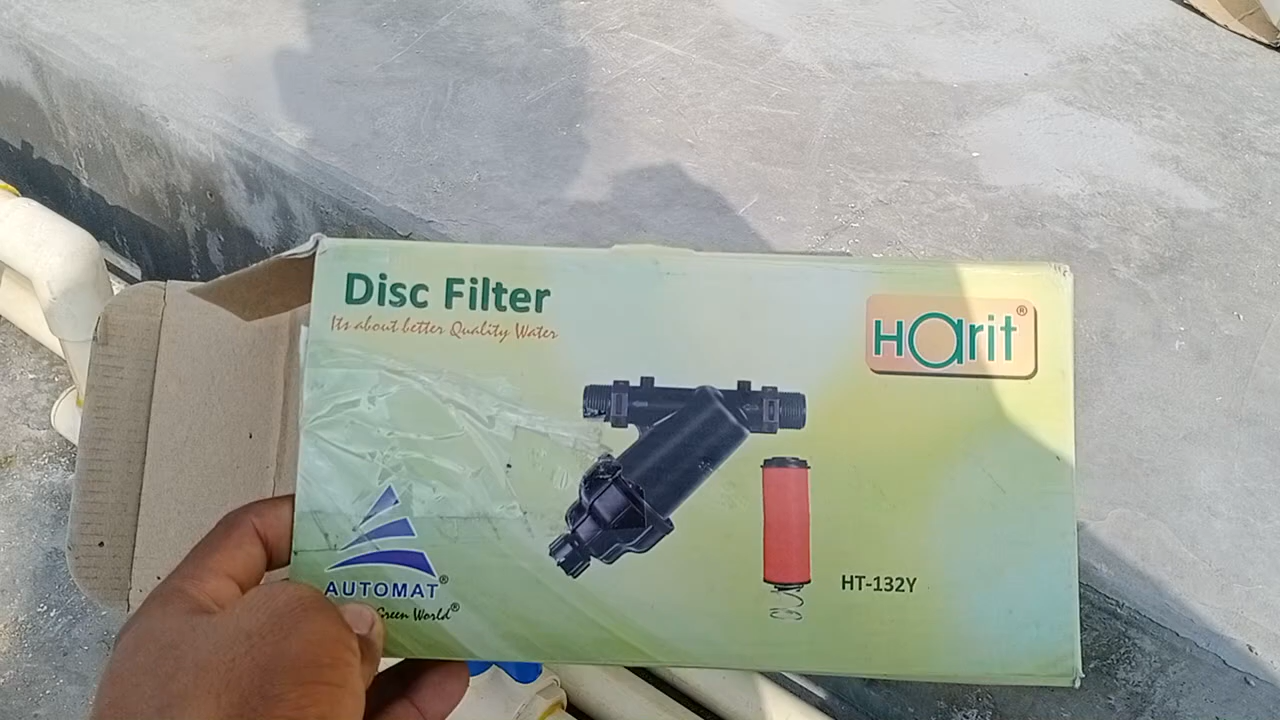 Disc Filter
Its about better Quality Water
Harit®
AUTOMAT®
Green World®
HT-132Y